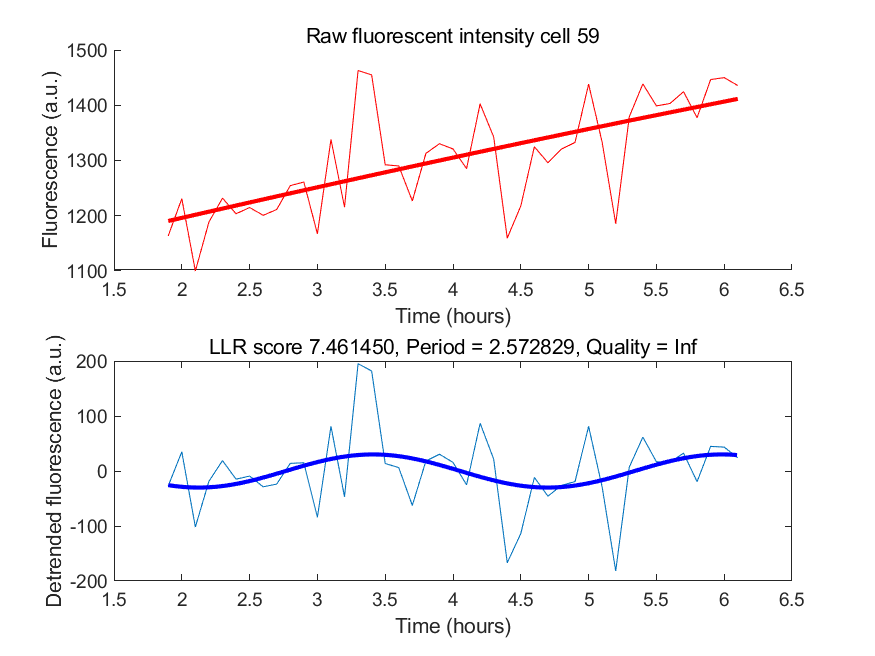 Raw fluorescent intensity cell 59
Fluorescence (a.u.)
1500
1400
1300
1200
1100
1.5 2 2.5 3 3.5 4 4.5 5 5.5 6 6.5
Time (hours)
LLR score 7.461450, Period = 2.572829, Quality = Inf
Detrended fluorescence (a.u.)
200
100
0
-100
-200
1.5 2 2.5 3 3.5 4 4.5 5 5.5 6 6.5
Time (hours)